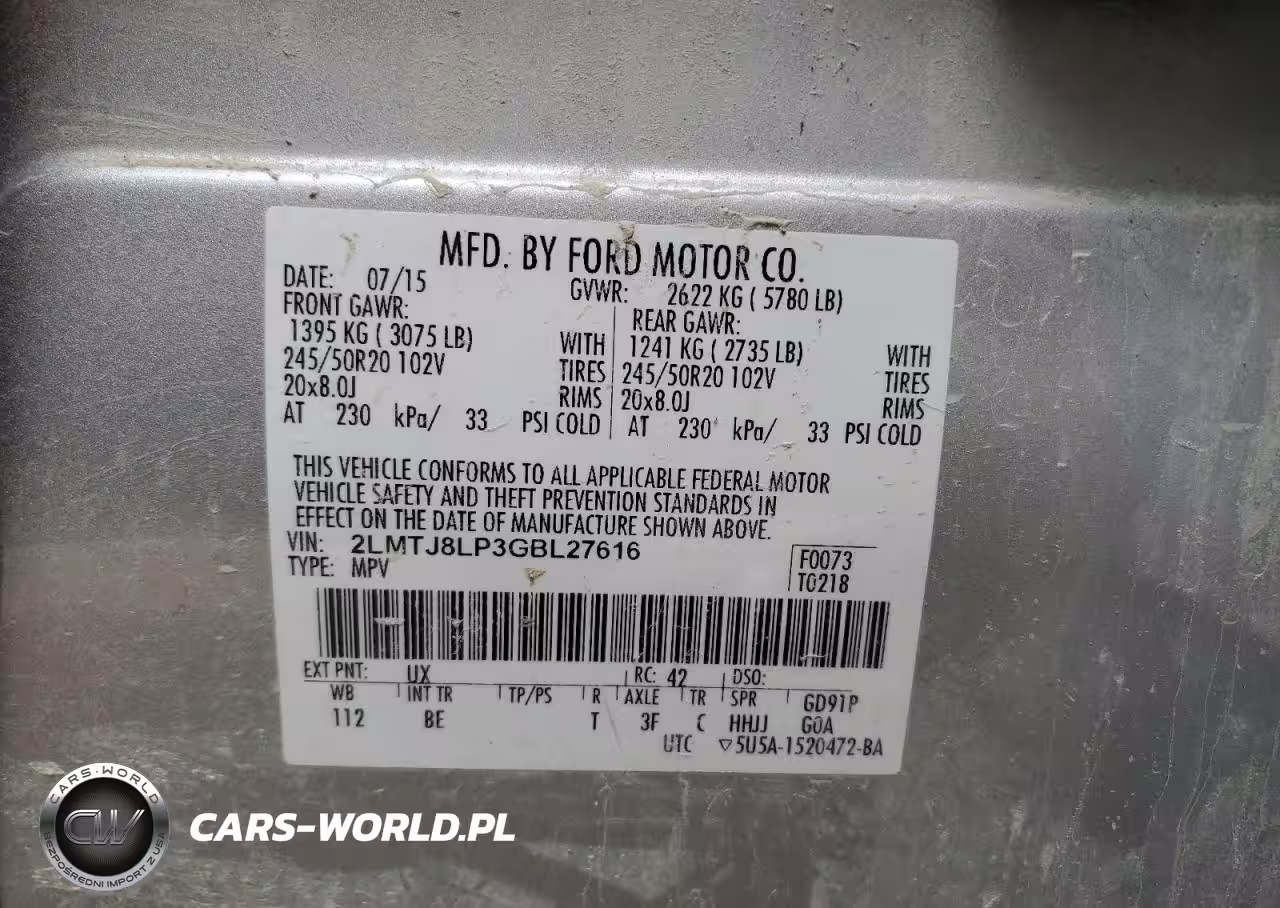 MFD. BY FORD MOTOR CO.
DATE: 07/15 GVWR: 2622 KG ( 5780 LB)
FRONT GAWR: REAR GAWR:
1395 KG ( 3075 LB) WITH 1241 KG ( 2735 LB) WITH
245/50R20 102V TIRES 245/50R20 102V TIRES
20x8.0J RIMS 20x8.0J RIMS
AT 230 kPa/ 33 PSI COLD AT 230 kPa/ 33 PSI COLD
THIS VEHICLE CONFORMS TO ALL APPLICABLE FEDERAL MOTOR
VEHICLE SAFETY AND THEFT PREVENTION STANDARDS IN
EFFECT ON THE DATE OF MANUFACTURE SHOWN ABOVE.
VIN: 2LMTJ8LP3GBL27616 F0073
TYPE: MPV T0218
EXT PNT: UX RC: 42 DSO:
WB INT TR TP/PS R AXLE TR SPR GD91P
112 BE T 3F C HHJJ G0A
UTC ▽5U5A-1520472-BA
CARS-WORLD
CW
BEZPOŚREDNI IMPORT Z USA
CARS-WORLD.PL